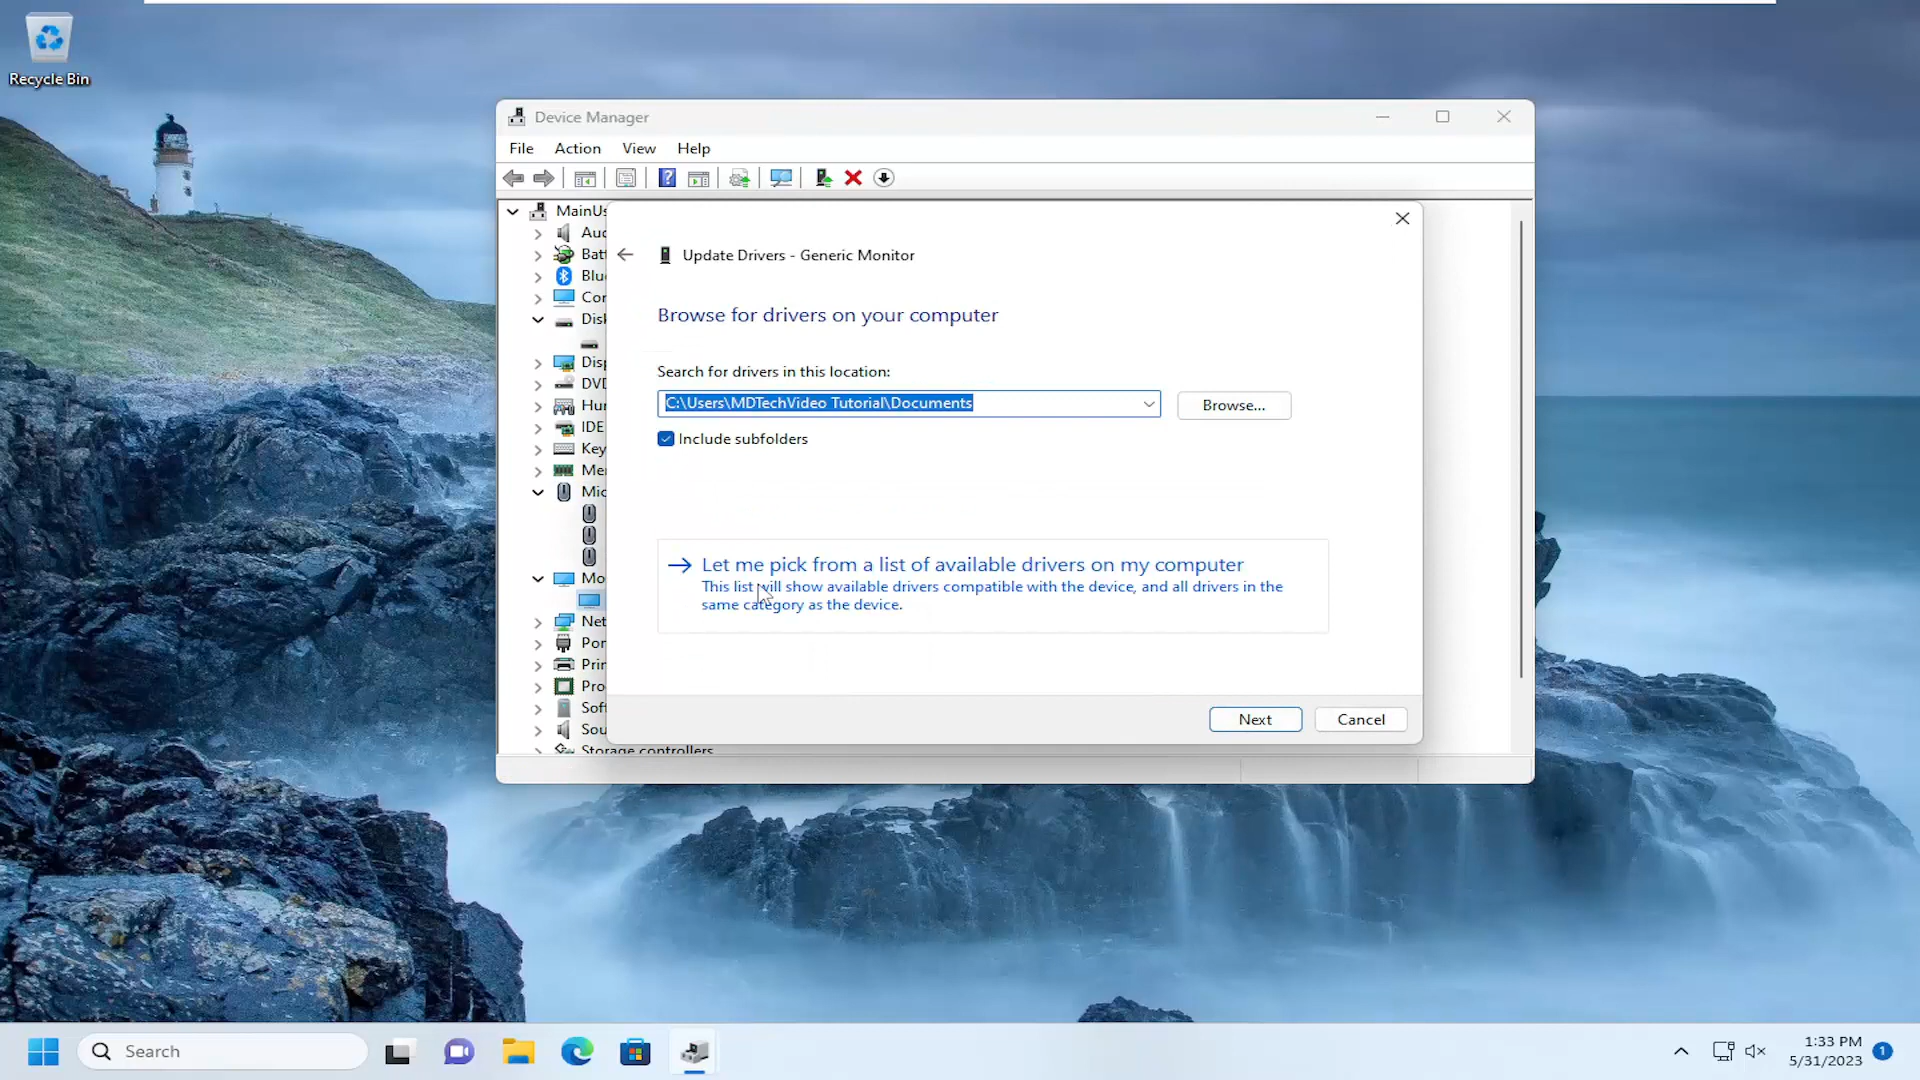 Recycle Bin
Device Manager
File Action View Help
MainUs
Auc
Batt
Blu
Cor
Disk
Disp
DVD
Hur
IDE
Key
Mer
Mic
Mo
Net
Por
Prin
Pro
Soft
Sou
Storage controllers
Update Drivers - Generic Monitor
Browse for drivers on your computer
Search for drivers in this location:
C:\Users\MDTechVideo Tutorial\Documents
Browse...
Include subfolders
Let me pick from a list of available drivers on my computer
This list will show available drivers compatible with the device, and all drivers in the
same category as the device.
Next Cancel
Search
1:33 PM
5/31/2023
1